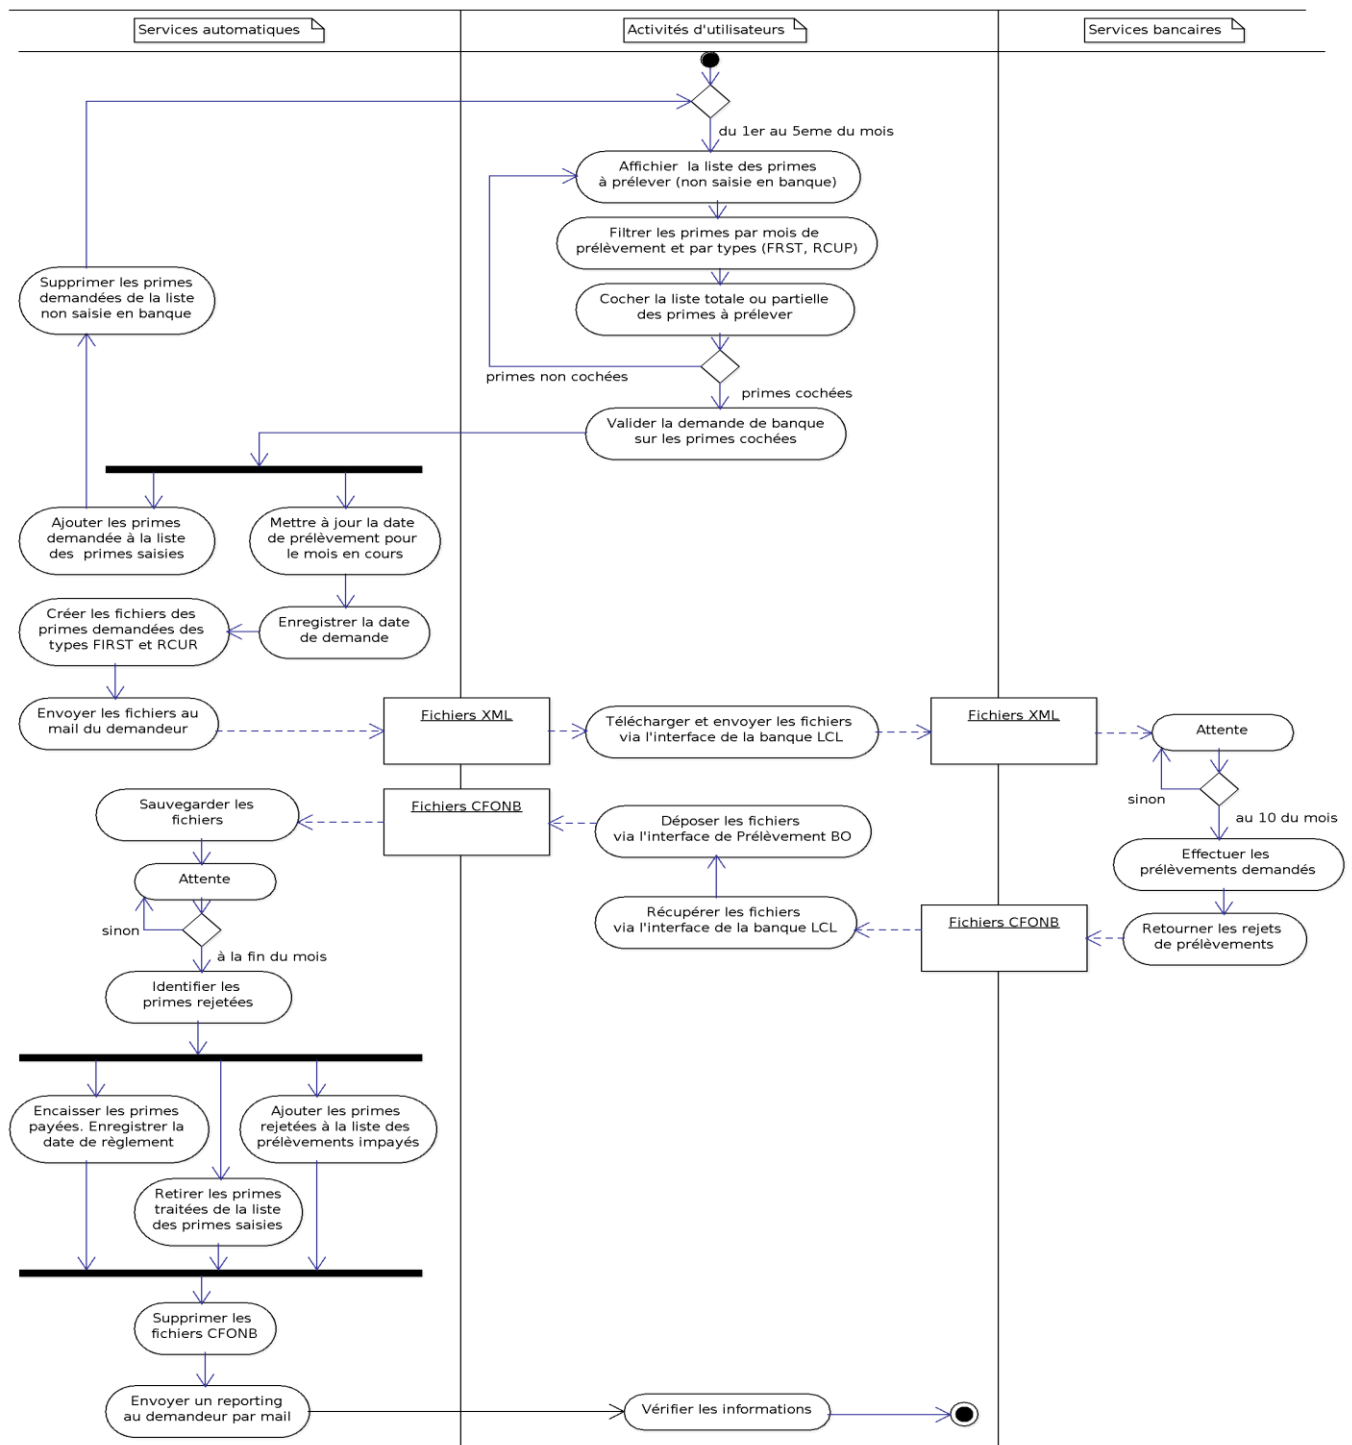 Services automatiques
Activités d'utilisateurs
Services bancaires
du 1er au 5eme du mois
Affichier  la liste des primes
à prélever (non saisie en banque)
Filtrer les primes par mois de
prélèvement et par types (FRST, RCUP)
Supprimer les primes
demandées de la liste
non saisie en banque
Cocher la liste totale ou partielle
des primes à prélever
primes non cochées
primes cochées
Valider la demande de banque
sur les primes cochées
Ajouter les primes
demandée à la liste
des  primes saisies
Mettre à jour la date
de prélèvement pour
le mois en cours
Créer les fichiers des
primes demandées des
types FIRST et RCUR
Enregistrer la date
de demande
Envoyer les fichiers au
mail du demandeur
Fichiers XML
Télécharger et envoyer les fichiers
via l'interface de la banque LCL
Fichiers XML
Attente
sinon
au 10 du mois
Sauvegarder les
fichiers
Fichiers CFONB
Déposer les fichiers
via l'interface de Prélèvement BO
Effectuer les
prélèvements demandés
Attente
sinon
à la fin du mois
Récupérer les fichiers
via l'interface de la banque LCL
Fichiers CFONB
Retourner les rejets
de prélèvements
Identifier les
primes rejetées
Encaisser les primes
payées. Enregistrer la
date de règlement
Ajouter les primes
rejetées à la liste des
prélèvements impayés
Retirer les primes
traitées de la liste
des primes saisies
Supprimer les
fichiers CFONB
Envoyer un reporting
au demandeur par mail
Vérifier les informations